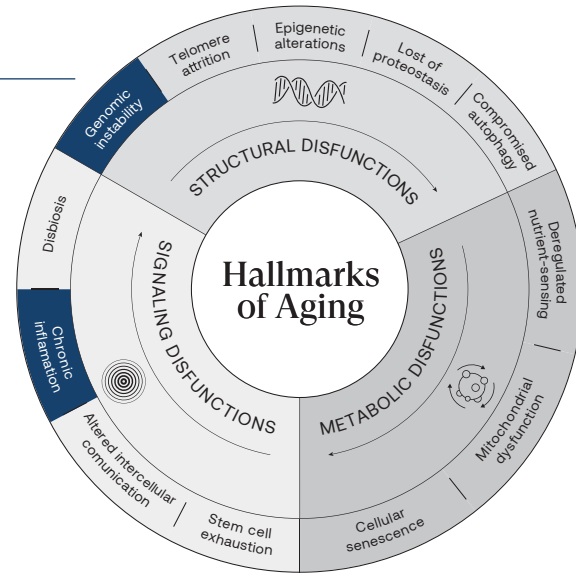 Hallmarks
of Aging
STRUCTURAL DISFUNCTIONS
Genomic
instability
Telomere
attrition
Epigenetic
alterations
Lost of
proteostasis
Compromised
autophagy
METABOLIC DISFUNCTIONS
Deregulated
nutrient-sensing
Mitochondrial
dysfunction
Cellular
senescence
SIGNALING DISFUNCTIONS
Stem cell
exhaustion
Altered intercellular
comunication
Chronic
inflamation
Disbiosis